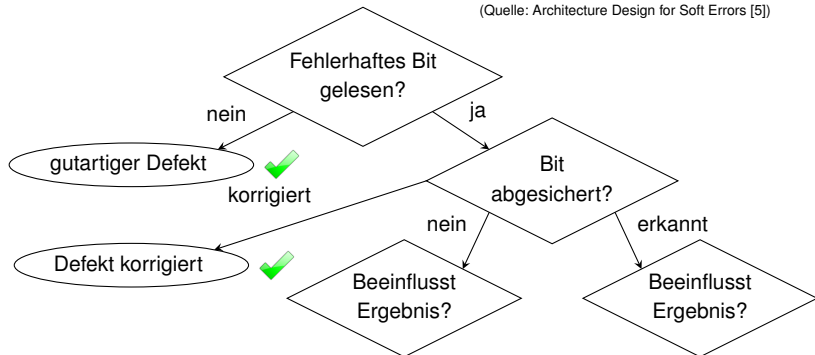 (Quelle: Architecture Design for Soft Errors [5])
Fehlerhaftes Bit
gelesen?
nein
ja
gutartiger Defekt
Bit
abgesichert?
korrigiert
nein
erkannt
Defekt korrigiert
Beeinflusst
Ergebnis?
Beeinflusst
Ergebnis?